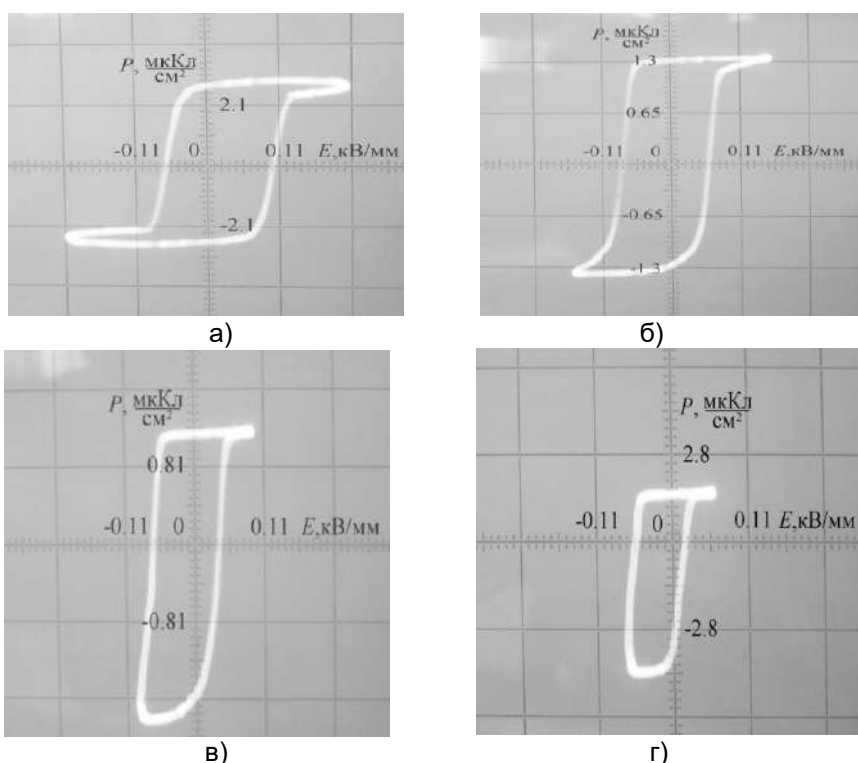 P, мкКл
см²
2.1
-0.11 0 0.11 E,кВ/мм
-2.1
а)
P, мкКл
см²
1.3
0.65
-0.11 0 0.11 E,кВ/мм
-0.65
-1.3
б)
P, мкКл
см²
0.81
-0.11 0 0.11 E,кВ/мм
-0.81
в)
P, мкКл
см²
2.8
-0.11 0 0.11 E,кВ/мм
-2.8
г)